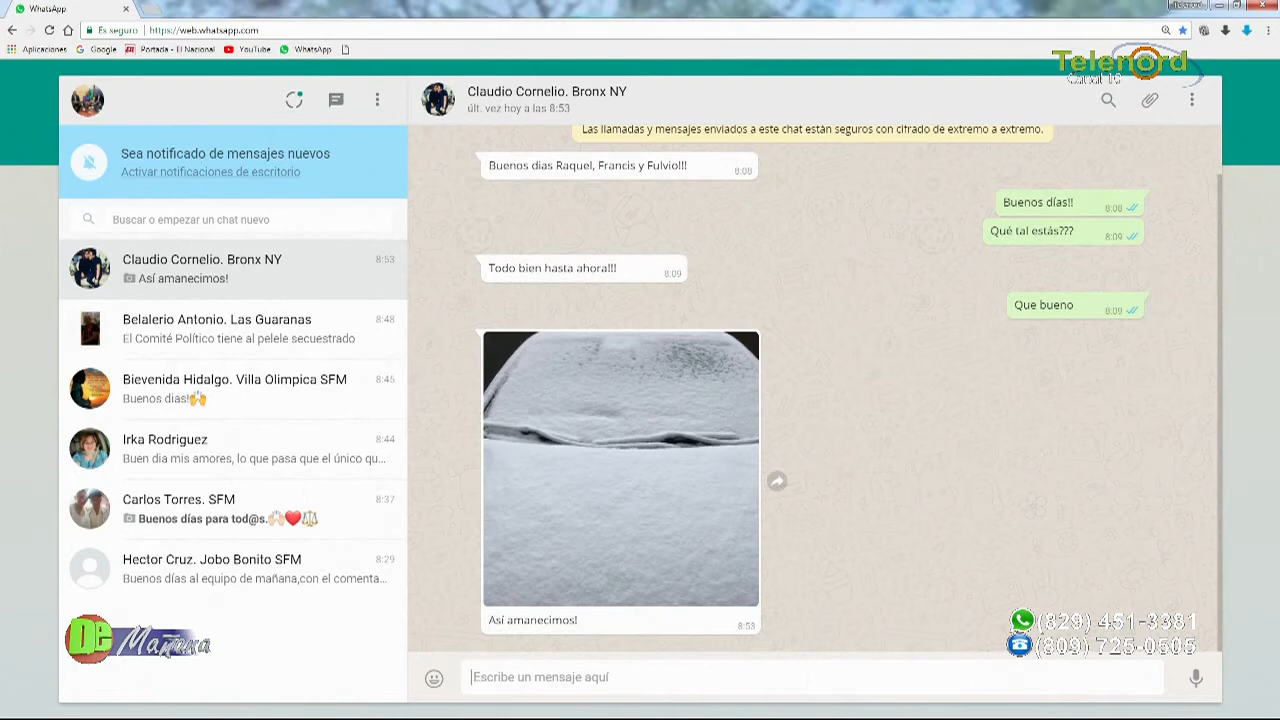 WhatsApp
Telenord
Es seguro
https://web.whatsapp.com
Aplicaciones
Google
Portada - El Nacional
YouTube
WhatsApp
Telenord
Canal 10
Claudio Cornelio. Bronx NY
últ. vez hoy a las 8:53
Sea notificado de mensajes nuevos
Activar notificaciones de escritorio
Buscar o empezar un chat nuevo
Claudio Cornelio. Bronx NY 8:53
Así amanecimos!
Belalerio Antonio. Las Guaranas 8:48
El Comité Político tiene al pelele secuestrado
Bievenida Hidalgo. Villa Olimpica SFM 8:45
Buenos dias!🙌
Irka Rodriguez 8:44
Buen dia mis amores, lo que pasa que el único qu...
Carlos Torres. SFM 8:37
Buenos días para tod@s.🙌🏻❤️⚖️
Hector Cruz. Jobo Bonito SFM 8:29
Buenos días al equipo de mañana,con el comenta...
De Mañana
Las llamadas y mensajes enviados a este chat están seguros con cifrado de extremo a extremo.
Buenos dias Raquel, Francis y Fulvio!!! 8:08
Buenos días!! 8:08
Qué tal estás??? 8:09
Todo bien hasta ahora!!! 8:09
Que bueno 8:09
Así amanecimos! 8:53
(829) 451-3381
(809) 725-0505
Escribe un mensaje aquí